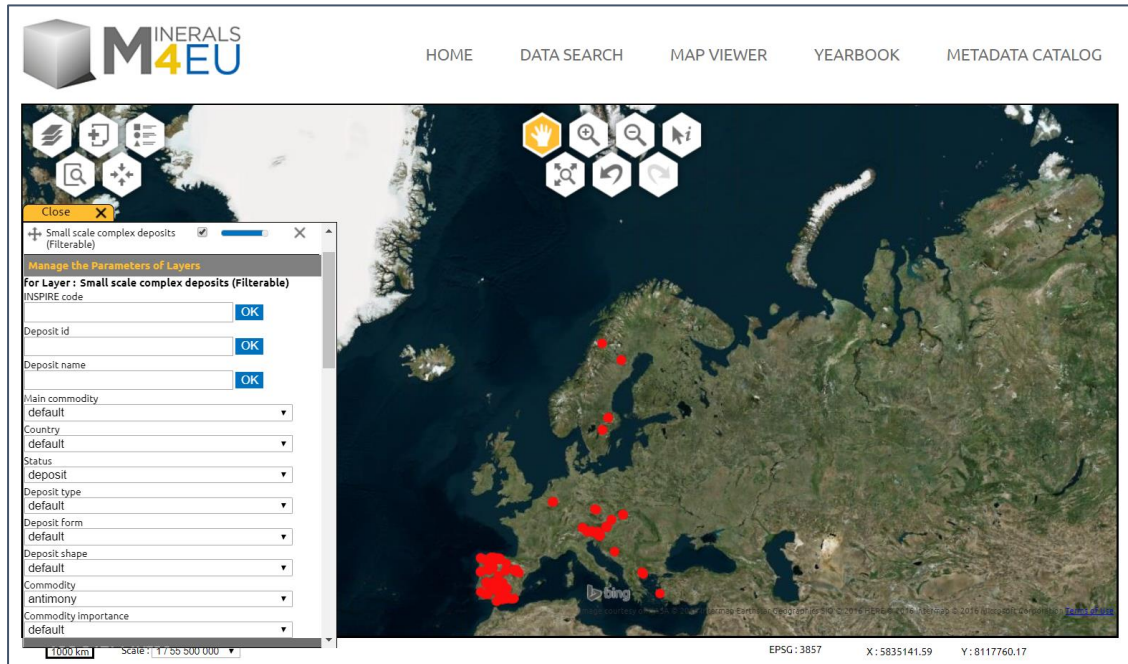 MINERALS
4EU
HOME DATA SEARCH MAP VIEWER YEARBOOK METADATA CATALOG
i
Close X
Small scale complex deposits
(Filterable)
Manage the Parameters of Layers
for Layer : Small scale complex deposits (Filterable)
INSPIRE code
OK
Deposit id
OK
Deposit name
OK
Main commodity
default
Country
default
Status
deposit
Deposit type
default
Deposit form
default
Deposit shape
default
Commodity
antimony
Commodity importance
default
bing
Terms of Use
1000 km Scale : 1 / 55 500 000 EPSG : 3857 X : 5835141.59 Y : 8117760.17